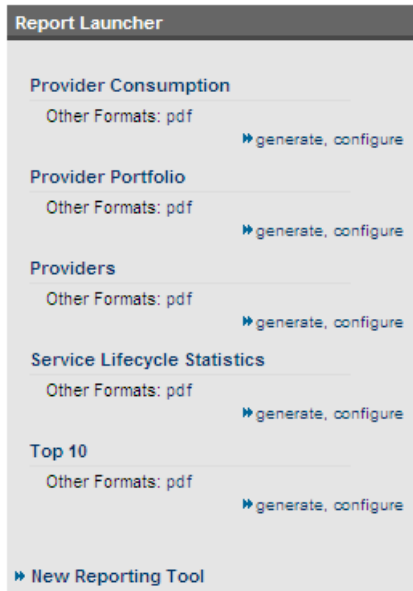 Report Launcher
Provider Consumption
Other Formats: pdf
generate, configure
Provider Portfolio
Other Formats: pdf
generate, configure
Providers
Other Formats: pdf
generate, configure
Service Lifecycle Statistics
Other Formats: pdf
generate, configure
Top 10
Other Formats: pdf
generate, configure
New Reporting Tool